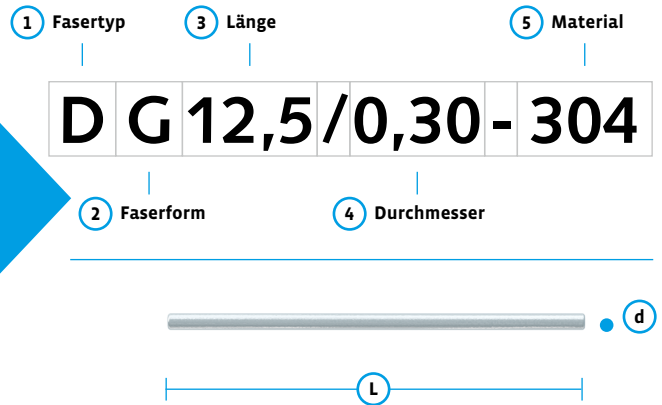 1 Fasertyp 3 Länge 5 Material
D G 12,5 / 0,30 - 304
2 Faserform 4 Durchmesser
d
L